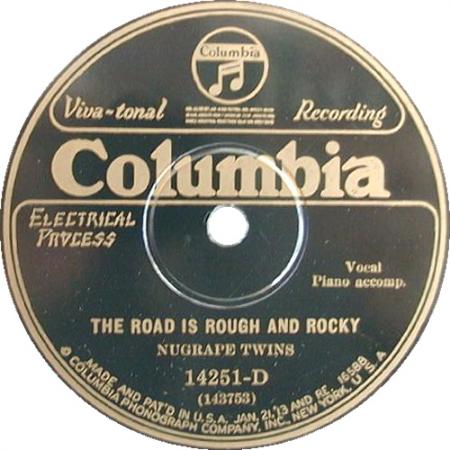 Columbia
Viva-tonal Recording
Columbia
ELECTRICAL
PROCESS
Vocal
Piano accomp.
THE ROAD IS ROUGH AND ROCKY
NUGRAPE TWINS
14251-D
(143753)
MADE AND PAT'D IN U.S.A. JAN. 21,'13 AND RE. 16588
© COLUMBIA PHONOGRAPH COMPANY, INC., NEW YORK, U.S.A